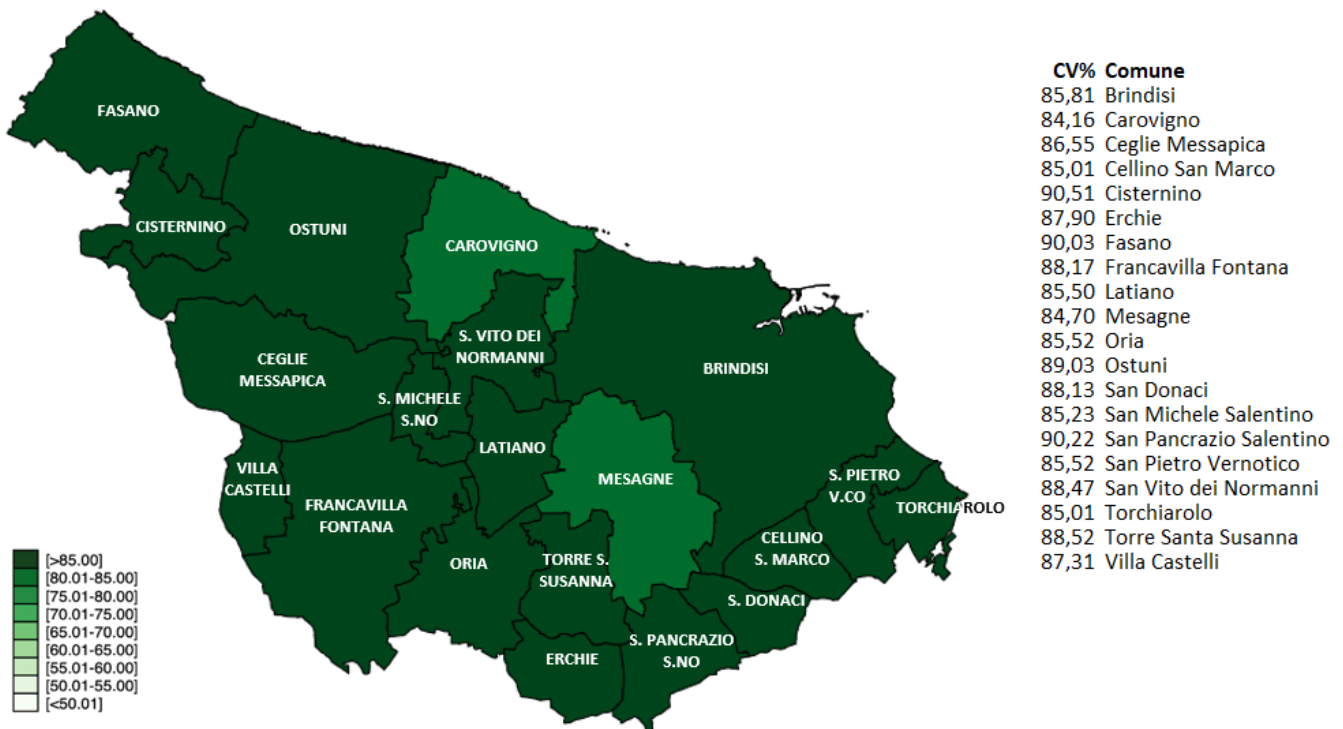 FASANO
CISTERNINO
OSTUNI
CAROVIGNO
S. VITO DEI
NORMANNI
BRINDISI
CEGLIE
MESSAPICA
S. MICHELE
S.NO
LATIANO
MESAGNE
VILLA
CASTELLI
FRANCAVILLA
FONTANA
S. PIETRO
V.CO
TORCHIAROLO
CELLINO
S. MARCO
ORIA
TORRE S.
SUSANNA
S. DONACI
S. PANCRAZIO
S.NO
ERCHIE
[>85.00]
[80.01-85.00]
[75.01-80.00]
[70.01-75.00]
[65.01-70.00]
[60.01-65.00]
[55.01-60.00]
[50.01-55.00]
[<50.01]
CV% Comune
85,81 Brindisi
84,16 Carovigno
86,55 Ceglie Messapica
85,01 Cellino San Marco
90,51 Cisternino
87,90 Erchie
90,03 Fasano
88,17 Francavilla Fontana
85,50 Latiano
84,70 Mesagne
85,52 Oria
89,03 Ostuni
88,13 San Donaci
85,23 San Michele Salentino
90,22 San Pancrazio Salentino
85,52 San Pietro Vernotico
88,47 San Vito dei Normanni
85,01 Torchiarolo
88,52 Torre Santa Susanna
87,31 Villa Castelli